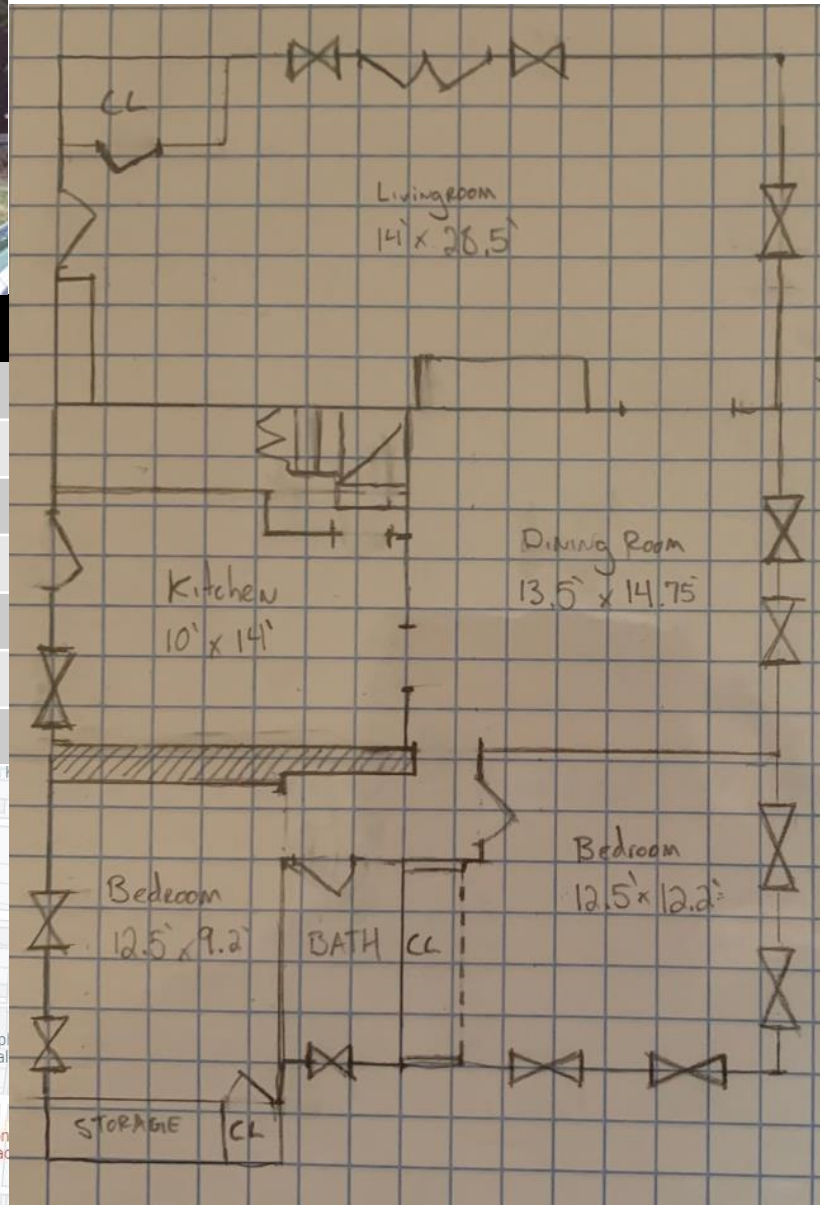 CL
Livingroom
14' x 28.5'
Dining Room
13.5' x 14.75'
Kitchen
10' x 14'
Bedroom
12.5' x 12.2'
Bedroom
12.5' x 9.2'
BATH
CL
STORAGE
CL